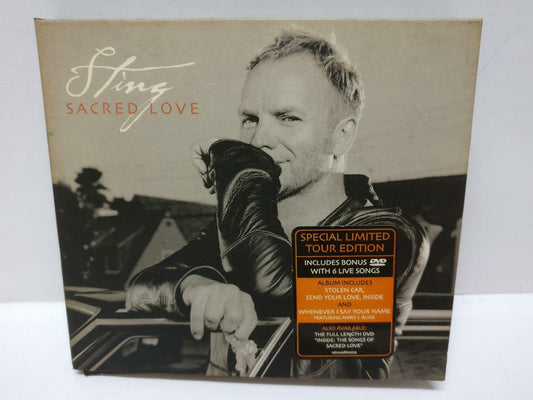 Sting
SACRED LOVE
SPECIAL LIMITED
TOUR EDITION
INCLUDES BONUS DVD
WITH 6 LIVE SONGS
ALBUM INCLUDES
STOLEN CAR,
SEND YOUR LOVE, INSIDE
AND
WHENEVER I SAY YOUR NAME
FEATURING MARY J. BLIGE
ALSO AVAILABLE:
THE FULL LENGTH DVD
"INSIDE: THE SONGS OF
SACRED LOVE"